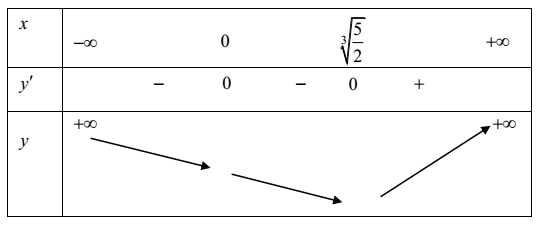 x −∞ 0 ∛(5/2) +∞
y′ − 0 − 0 +
y +∞ +∞